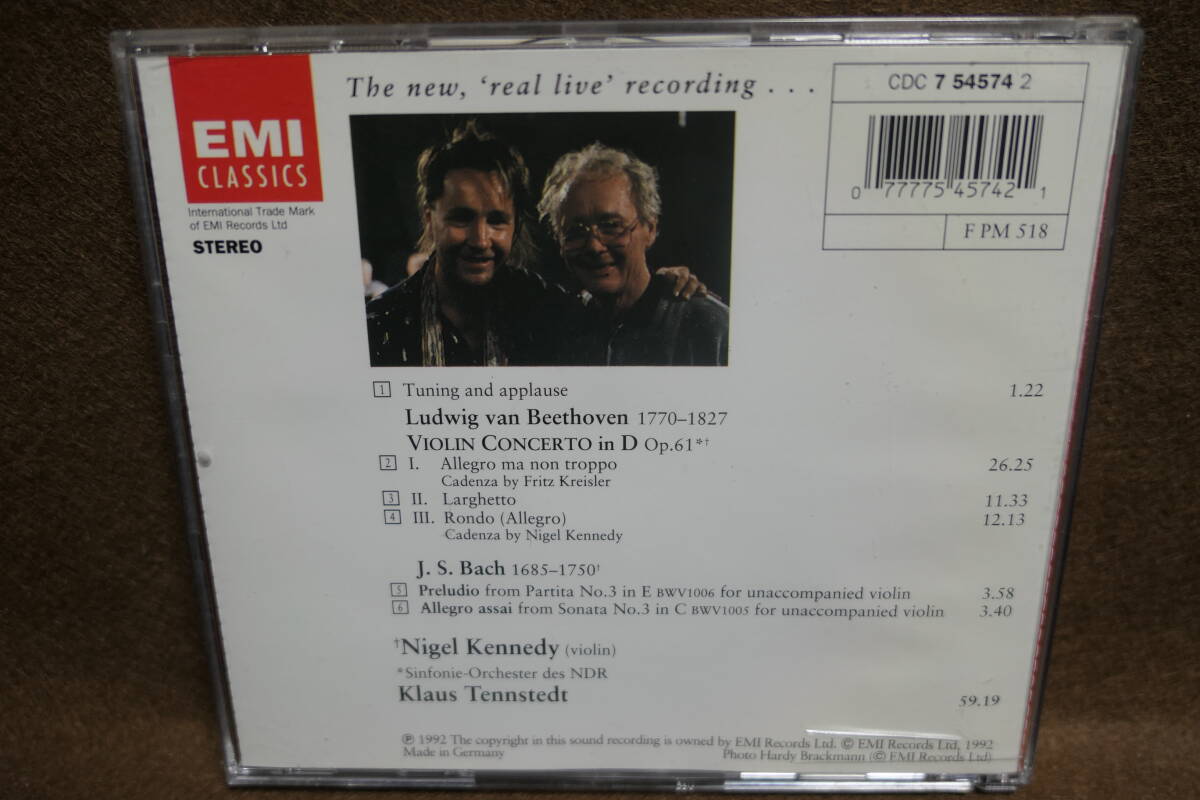 The new, ‘real live’ recording . . .
EMI
CLASSICS
International Trade Mark
of EMI Records Ltd
STEREO
CDC 7 54574 2
0 77775 45742 1
F PM 518
1 Tuning and applause 1.22
Ludwig van Beethoven 1770–1827
VIOLIN CONCERTO in D Op.61*†
2 I. Allegro ma non troppo 26.25
Cadenza by Fritz Kreisler
3 II. Larghetto 11.33
4 III. Rondo (Allegro) 12.13
Cadenza by Nigel Kennedy
J. S. Bach 1685–1750†
5 Preludio from Partita No.3 in E BWV1006 for unaccompanied violin 3.58
6 Allegro assai from Sonata No.3 in C BWV1005 for unaccompanied violin 3.40
†Nigel Kennedy (violin)
*Sinfonie-Orchester des NDR
Klaus Tennstedt 59.19
℗ 1992 The copyright in this sound recording is owned by EMI Records Ltd. © EMI Records Ltd, 1992
Made in Germany Photo Hardy Brackmann (© EMI Records Ltd)